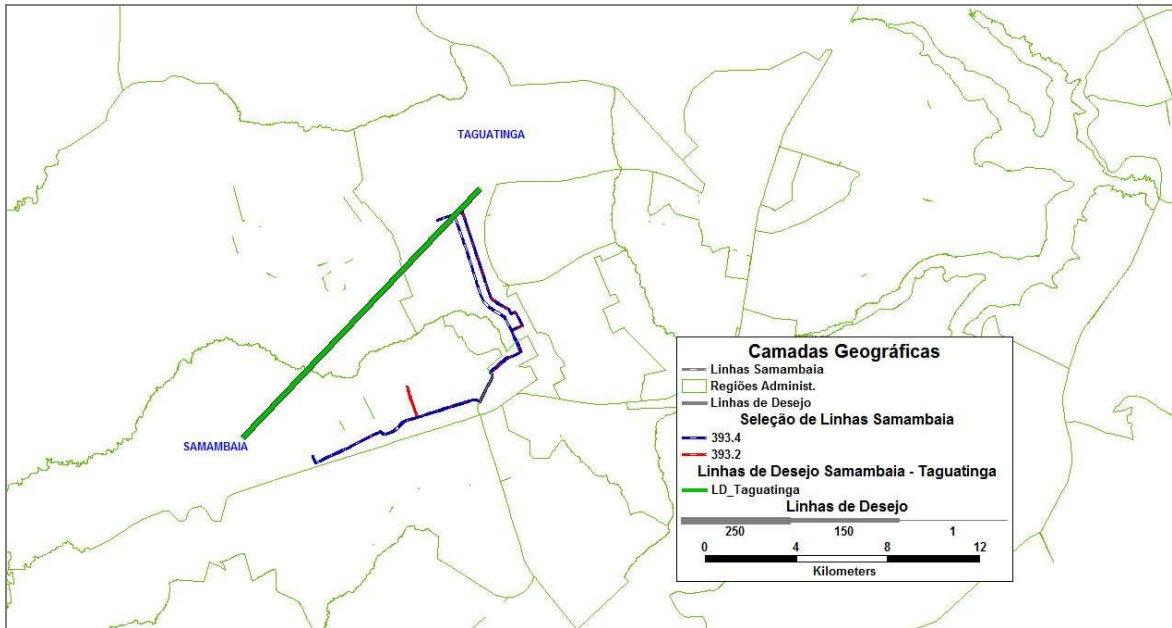 TAGUATINGA
SAMAMBAIA
Camadas Geográficas
Linhas Samambaia
Regiões Administ.
Linhas de Desejo
Seleção de Linhas Samambaia
393.4
393.2
Linhas de Desejo Samambaia - Taguatinga
LD_Taguatinga
Linhas de Desejo
250 150 1
0 4 8 12
Kilometers